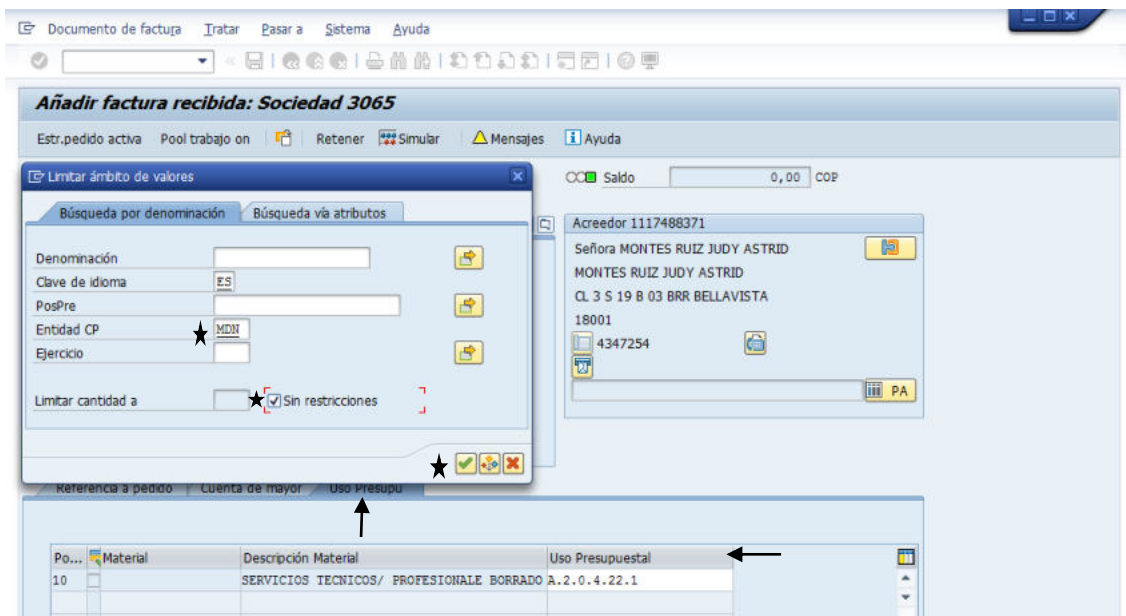 Documento de factura Tratar Pasar a Sistema Ayuda
Añadir factura recibida: Sociedad 3065
Estr.pedido activa Pool trabajo on Retener Simular Mensajes Ayuda
Limitar ámbito de valores
Saldo 0,00 COP
Búsqueda por denominación Búsqueda vía atributos
Denominación
Clave de idioma ES
PosPre
Entidad CP MDN
Ejercicio
Limitar cantidad a Sin restricciones
Acreedor 1117488371
Señora MONTES RUIZ JUDY ASTRID
MONTES RUIZ JUDY ASTRID
CL 3 S 19 B 03 BRR BELLAVISTA
18001
4347254
PA
Referencia a pedido Cuenta de mayor Uso Presupu
Po... Material Descripción Material Uso Presupuestal
10 SERVICIOS TECNICOS/ PROFESIONALE BORRADO A.2.0.4.22.1